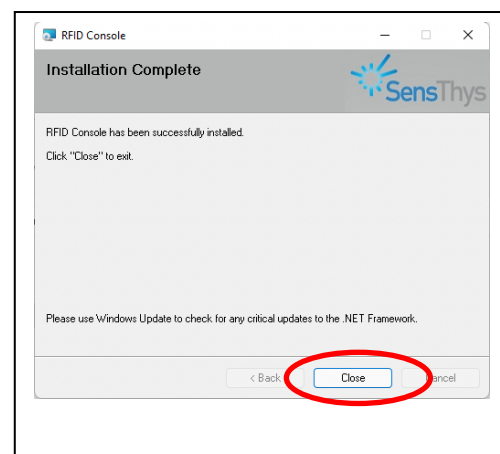 RFID Console
Installation Complete
SensThys
RFID Console has been successfully installed.
Click "Close" to exit.
Please use Windows Update to check for any critical updates to the .NET Framework.
< Back
Close
Cancel